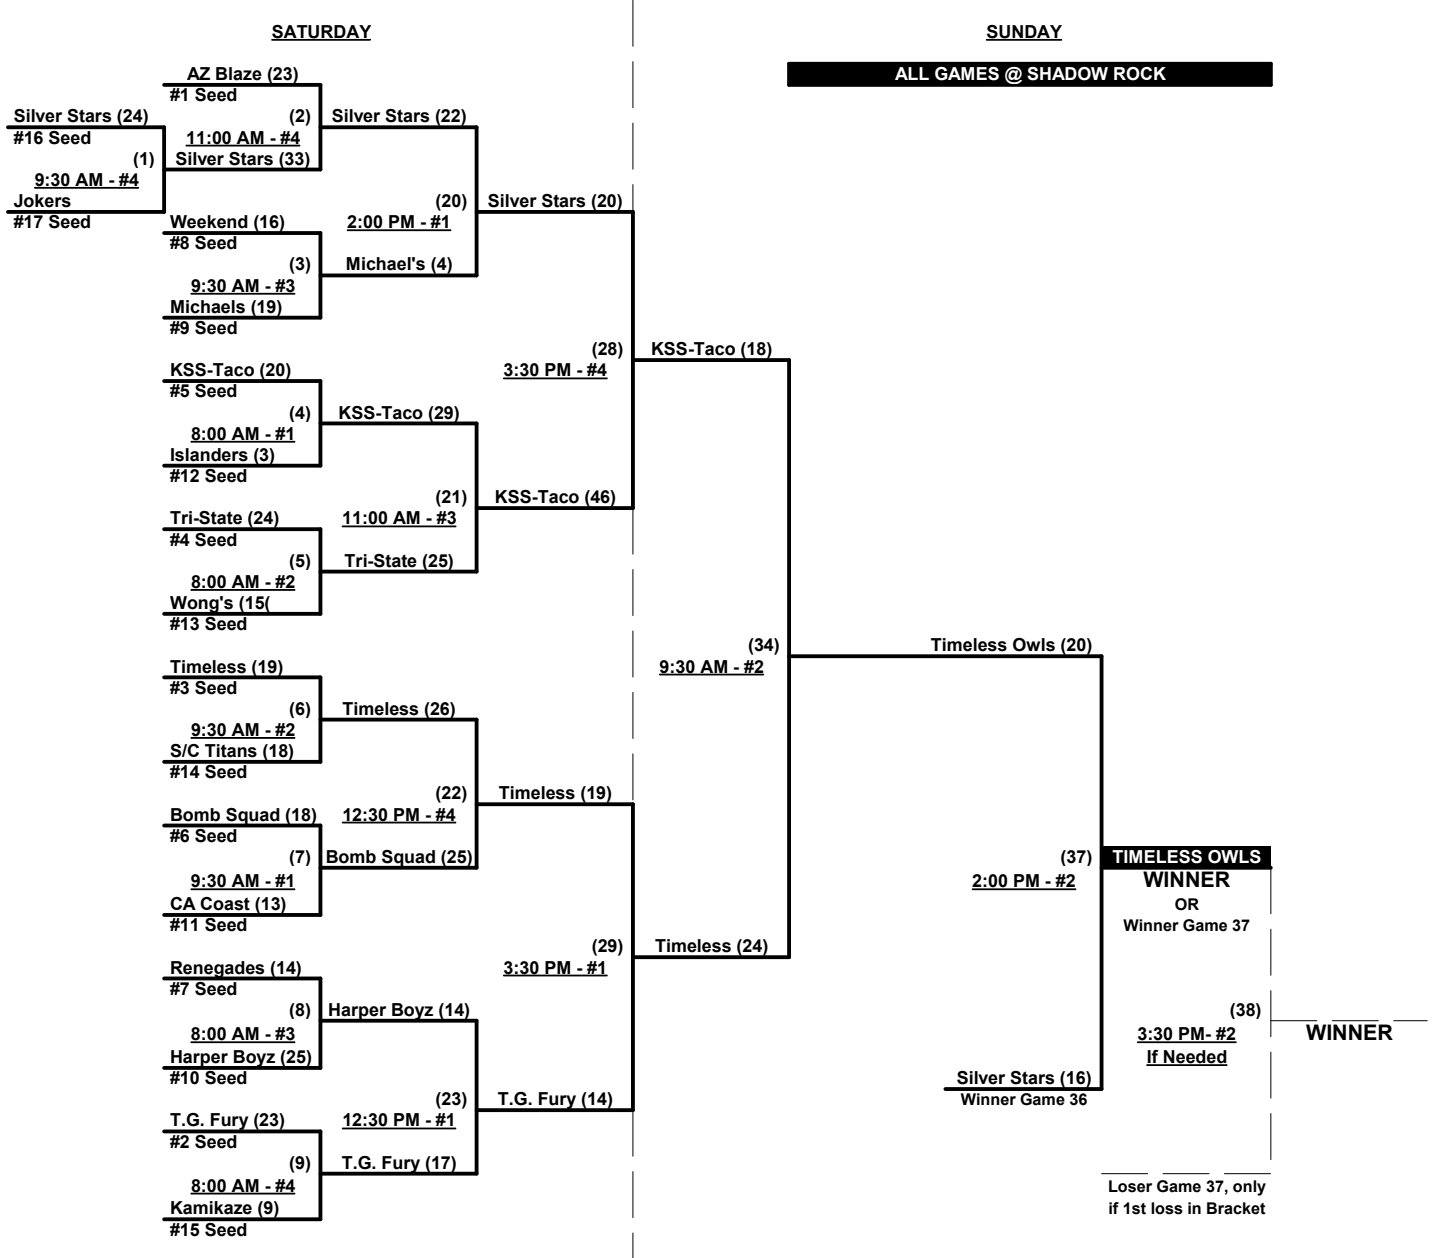 SATURDAY
SUNDAY
ALL GAMES @ SHADOW ROCK
AZ Blaze (23)
#1 Seed
Silver Stars (24)
(2)
Silver Stars (22)
#16 Seed
11:00 AM - #4
(1)
Silver Stars (33)
9:30 AM - #4
Jokers
(20)
Silver Stars (20)
#17 Seed
Weekend (16)
2:00 PM - #1
#8 Seed
(3)
Michael's (4)
9:30 AM - #3
Michaels (19)
#9 Seed
(28)
KSS-Taco (18)
KSS-Taco (20)
3:30 PM - #4
#5 Seed
(4)
KSS-Taco (29)
8:00 AM - #1
Islanders (3)
#12 Seed
(21)
KSS-Taco (46)
Tri-State (24)
11:00 AM - #3
#4 Seed
(5)
Tri-State (25)
8:00 AM - #2
Wong's (15(
#13 Seed
(34)
Timeless Owls (20)
Timeless (19)
9:30 AM - #2
#3 Seed
(6)
Timeless (26)
9:30 AM - #2
S/C Titans (18)
#14 Seed
(22)
Timeless (19)
Bomb Squad (18)
12:30 PM - #4
#6 Seed
(7)
Bomb Squad (25)
(37)
TIMELESS OWLS
9:30 AM - #1
2:00 PM - #2
WINNER
CA Coast (13)
OR
#11 Seed
Winner Game 37
(29)
Timeless (24)
Renegades (14)
3:30 PM - #1
#7 Seed
(8)
Harper Boyz (14)
(38)
8:00 AM - #3
3:30 PM- #2
WINNER
Harper Boyz (25)
If Needed
#10 Seed
Silver Stars (16)
(23)
T.G. Fury (14)
Winner Game 36
T.G. Fury (23)
12:30 PM - #1
#2 Seed
(9)
T.G. Fury (17)
8:00 AM - #4
Loser Game 37, only
Kamikaze (9)
if 1st loss in Bracket
#15 Seed